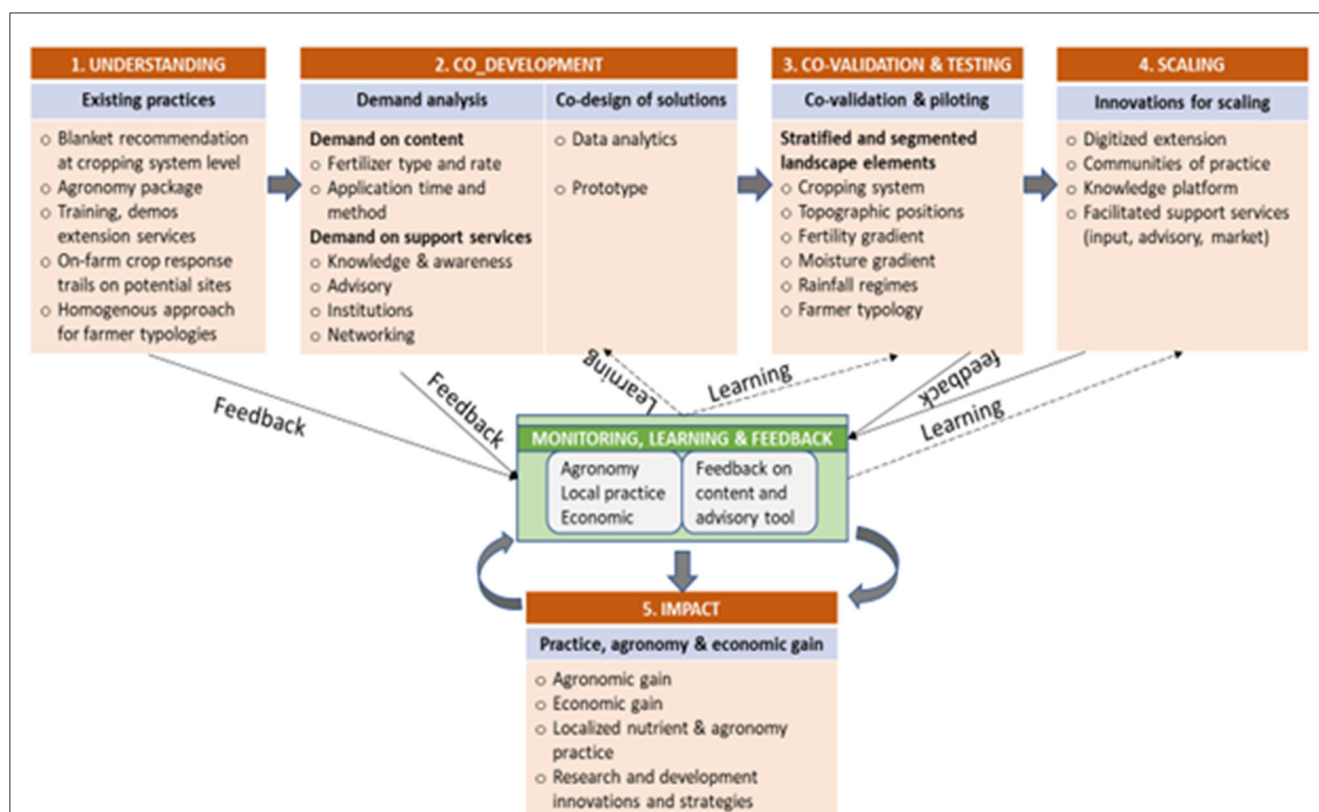 1. UNDERSTANDING
Existing practices
o Blanket recommendation
at cropping system level
o Agronomy package
o Training, demos
extension services
o On-farm crop response
trails on potential sites
o Homogenous approach
for farmer typologies
2. CO_DEVELOPMENT
Demand analysis
Demand on content
o Fertilizer type and rate
o Application time and
method
Demand on support services
o Knowledge & awareness
o Advisory
o Institutions
o Networking
Co-design of solutions
o Data analytics
o Prototype
3. CO-VALIDATION & TESTING
Co-validation & piloting
Stratified and segmented
landscape elements
o Cropping system
o Topographic positions
o Fertility gradient
o Moisture gradient
o Rainfall regimes
o Farmer typology
4. SCALING
Innovations for scaling
o Digitized extension
o Communities of practice
o Knowledge platform
o Facilitated support services
(input, advisory, market)
Feedback
Feedback
Learning
Learning
feedback
Learning
MONITORING, LEARNING & FEEDBACK
Agronomy
Local practice
Economic
Feedback on
content and
advisory tool
5. IMPACT
Practice, agronomy & economic gain
o Agronomic gain
o Economic gain
o Localized nutrient & agronomy
practice
o Research and development
innovations and strategies